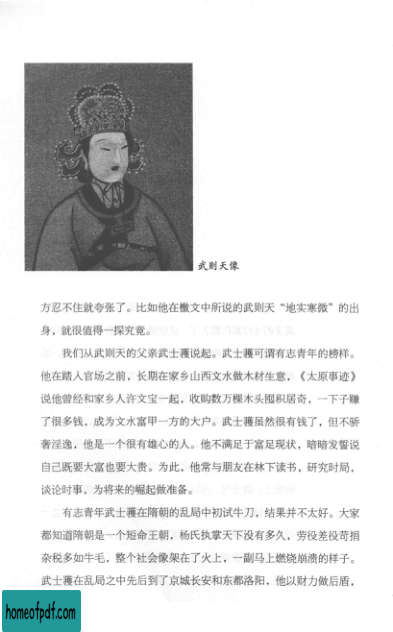 武则天像
方忍不住就夸张了。比如他在檄文中所说的武则天“地实寒微”的出
身，就很值得一探究竟。
我们从武则天的父亲武士彟说起。武士彟可谓有志青年的榜样。
他在踏入官场之前，长期在家乡山西文水做木材生意，《太原事迹》
说他曾经和家乡人许文宝一起，收购数万棵木头囤积居奇，一下子赚
了很多钱，成为文水富甲一方的大户。武士彟虽然很有钱了，但不骄
奢淫逸，他是一个很有雄心的人。他不满足于富足现状，暗暗发誓说
自己既要大富也要大贵。为此，他常与朋友在林下读书，研究时局，
谈论时事，为将来的崛起做准备。
有志青年武士彟在隋朝的乱局中初试牛刀，结果并不太好。大家
都知道隋朝是一个短命王朝，杨氏执掌天下没有多久，劳役差役苛捐
杂税多如牛毛，整个社会像架在了火上，一副马上燃烧崩溃的样子。
武士彟在乱局之中先后到了京城长安和东都洛阳，他以财力做后盾，
homeofpdf.com